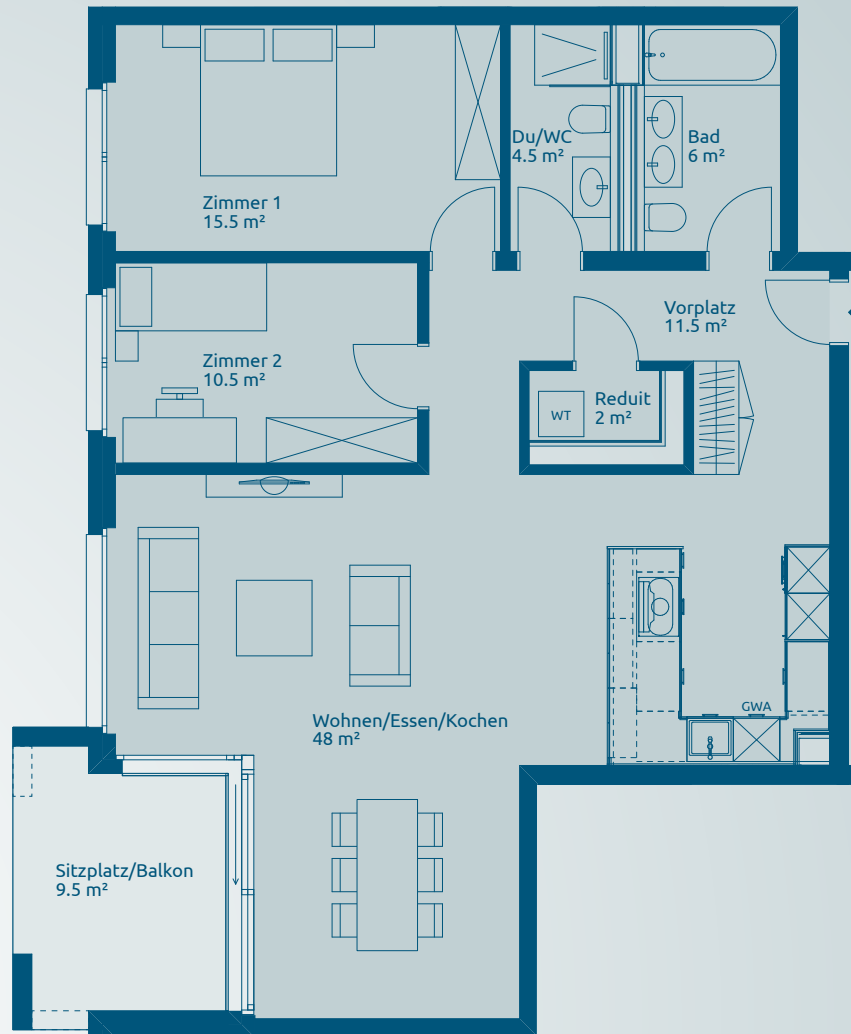 Du/WC
4.5 m²
Bad
6 m²
Zimmer 1
15.5 m²
Vorplatz
11.5 m²
Zimmer 2
10.5 m²
Reduit
2 m²
WT
GWA
Wohnen/Essen/Kochen
48 m²
Sitzplatz/Balkon
9.5 m²